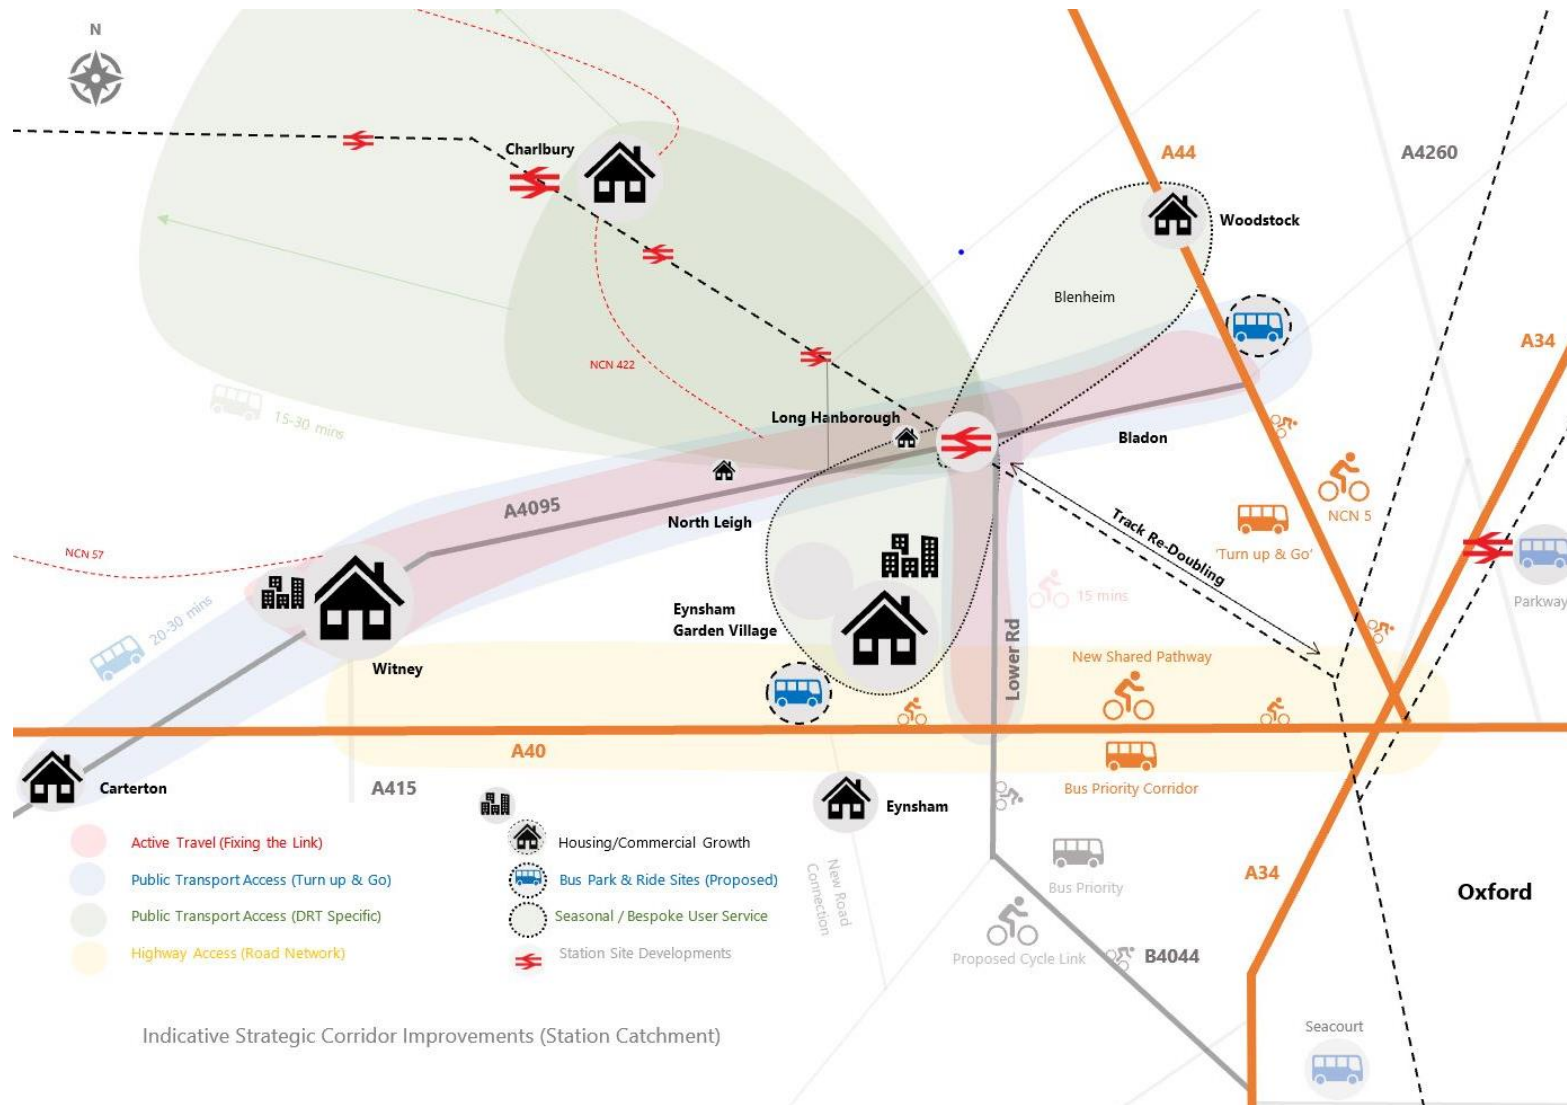 N
Charlbury
A44
A4260
Woodstock
Blenheim
A34
NCN 422
15-30 mins
Long Hanborough
Bladon
A4095
North Leigh
NCN 5
'Turn up & Go'
Track Re-Doubling
NCN 57
20-30 mins
15 mins
Parkway
Eynsham
Garden Village
Witney
Lower Rd
New Shared Pathway
A40
Bus Priority Corridor
Carterton
A415
Eynsham
Active Travel (Fixing the Link)
Housing/Commercial Growth
Public Transport Access (Turn up & Go)
Bus Park & Ride Sites (Proposed)
Public Transport Access (DRT Specific)
Seasonal / Bespoke User Service
Highway Access (Road Network)
Station Site Developments
New Road
Connection
Bus Priority
A34
Oxford
Proposed Cycle Link
B4044
Seacourt
Indicative Strategic Corridor Improvements (Station Catchment)